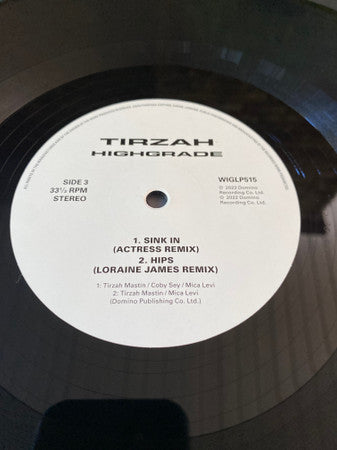 TIRZAH
HIGHGRADE
SIDE 3
33⅓ RPM
STEREO
WIGLP515
℗ 2022 Domino
Recording Co. Ltd.
© 2022 Domino
Recording Co. Ltd.
1. SINK IN
(ACTRESS REMIX)
2. HIPS
(LORAINE JAMES REMIX)
1: Tirzah Mastin / Coby Sey / Mica Levi
2: Tirzah Mastin / Mica Levi
(Domino Publishing Co. Ltd.)